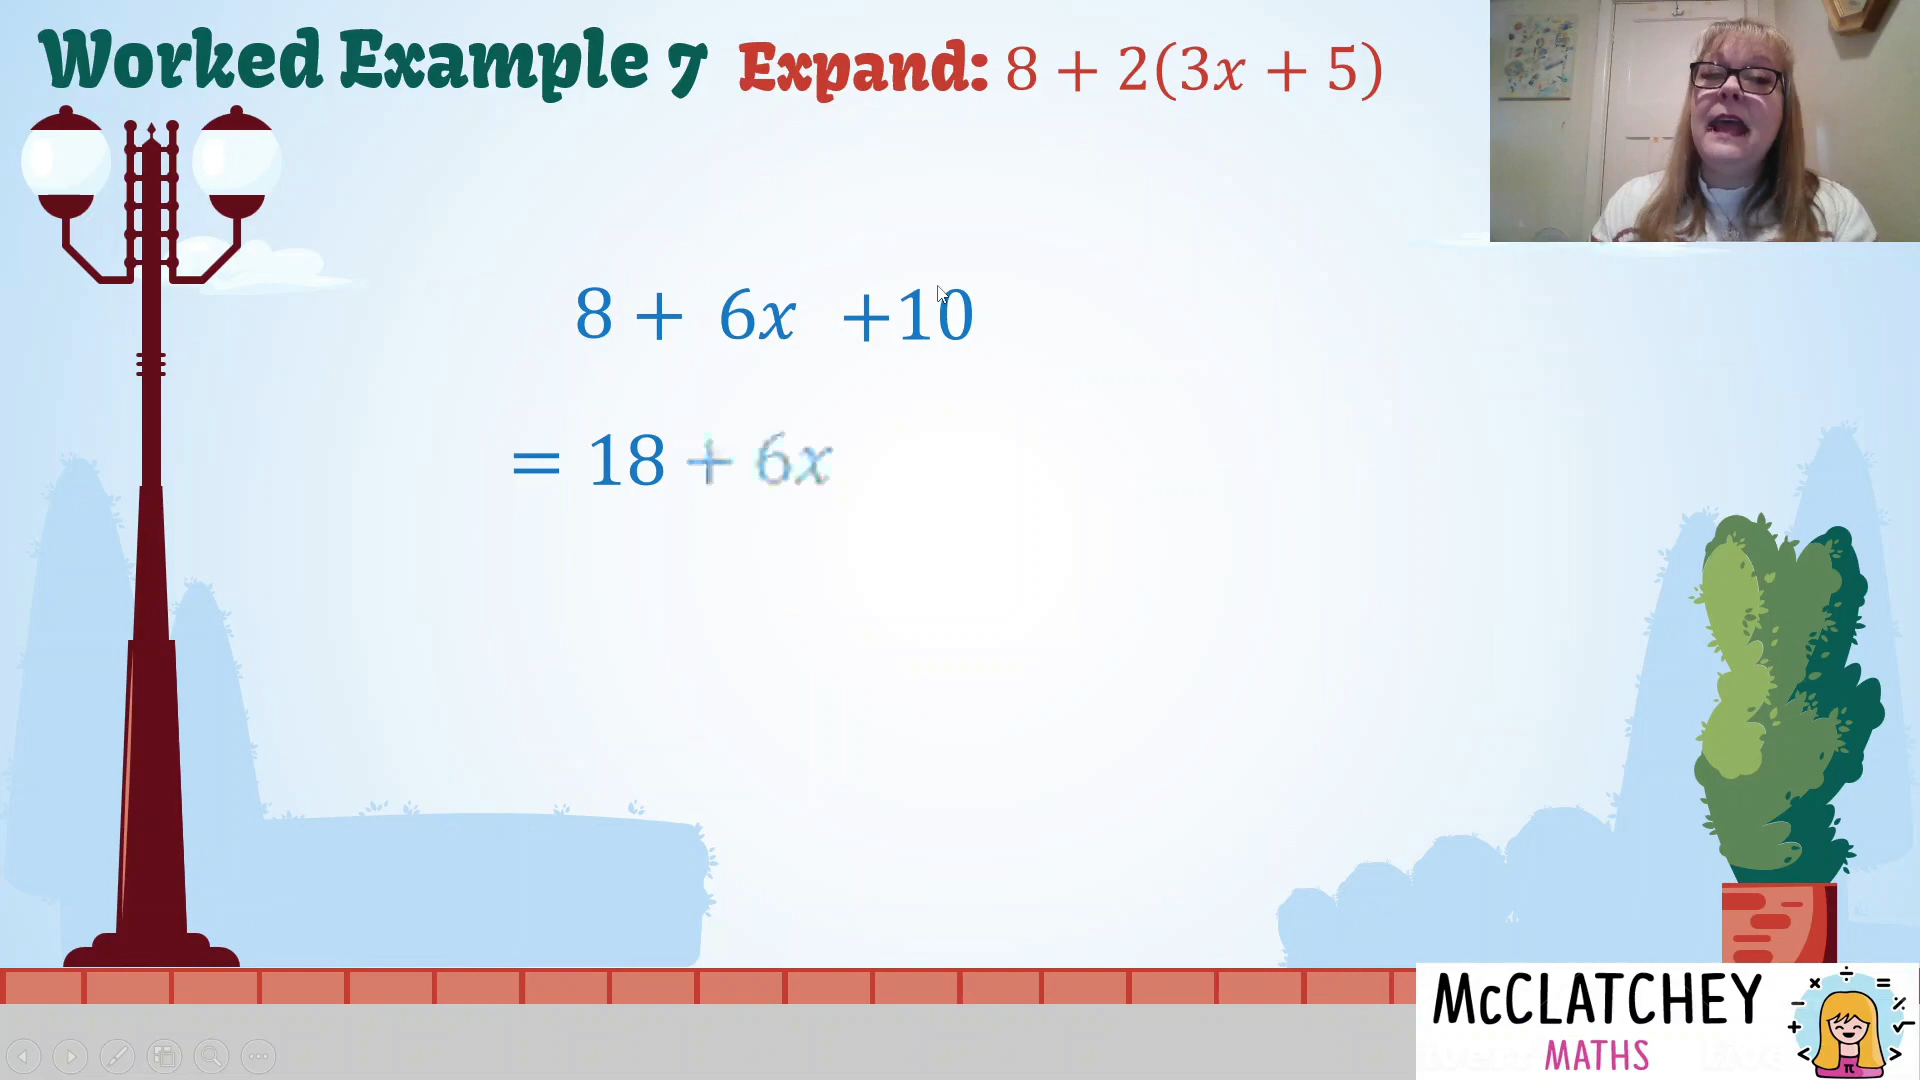 Worked Example 7 Expand: 8 + 2(3x + 5)
8 + 6x +10
= 18 + 6x
McCLATCHEY
MATHS